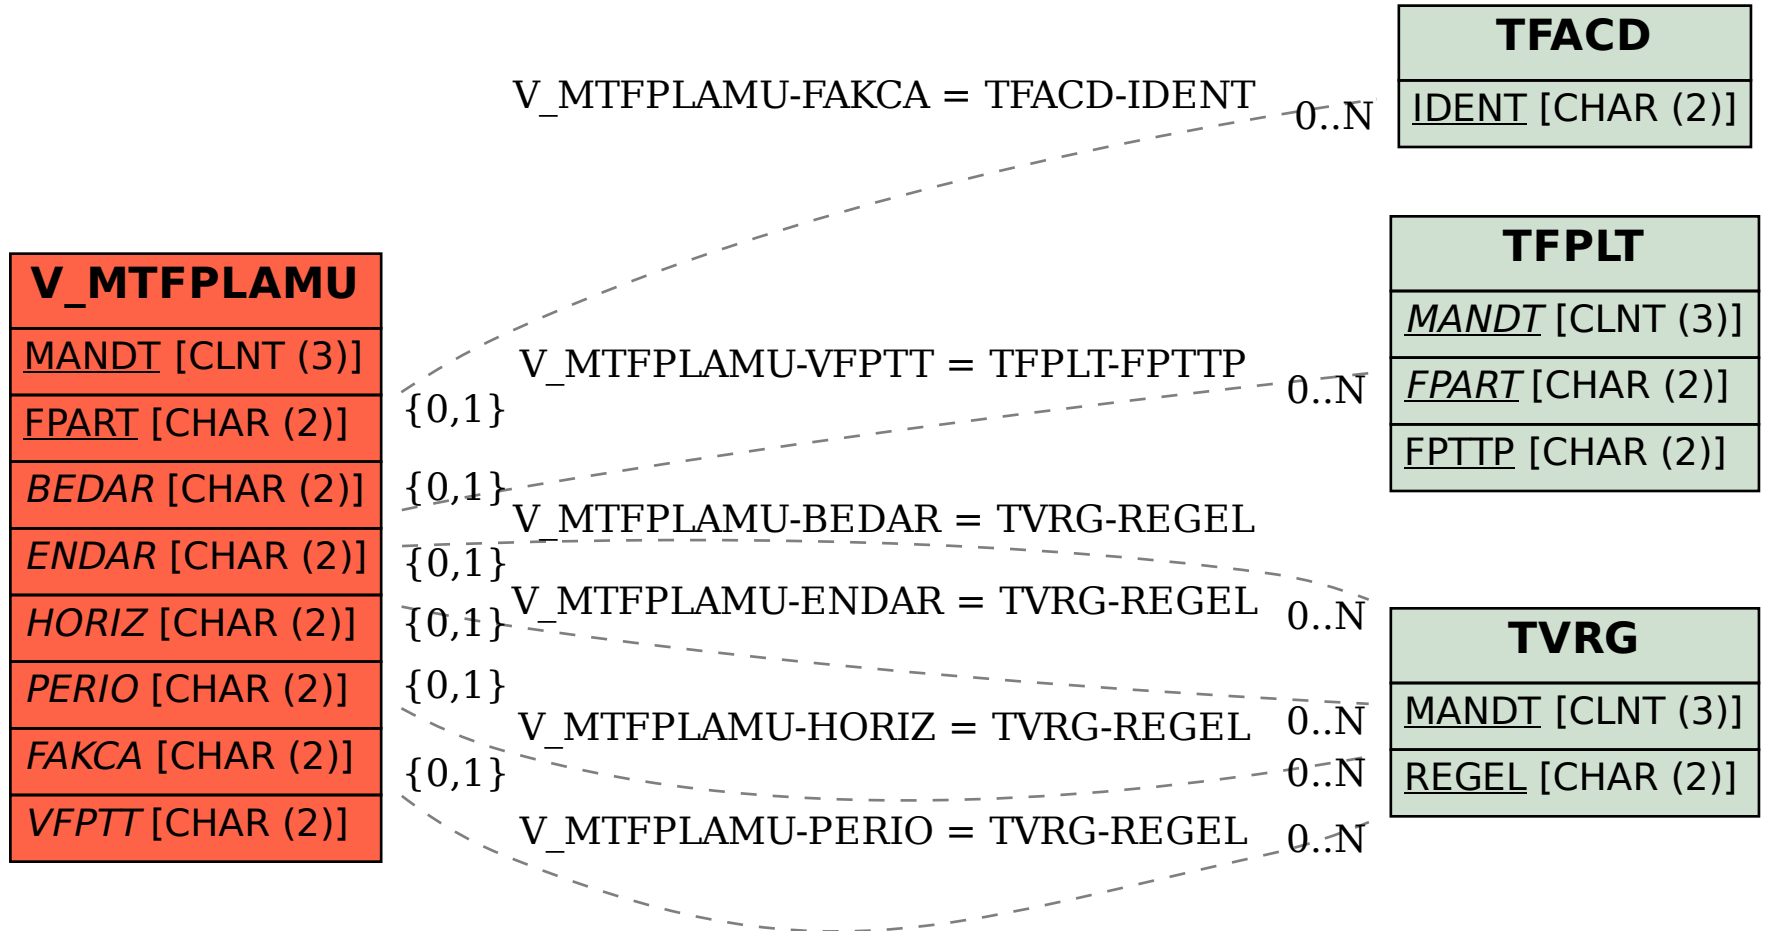 V_MTFPLAMU
MANDT [CLNT (3)]
FPART [CHAR (2)]
BEDAR [CHAR (2)]
ENDAR [CHAR (2)]
HORIZ [CHAR (2)]
PERIO [CHAR (2)]
FAKCA [CHAR (2)]
VFPTT [CHAR (2)]
V_MTFPLAMU-FAKCA = TFACD-IDENT
0..N
{0,1}
V_MTFPLAMU-VFPTT = TFPLT-FPTTP
0..N
{0,1}
V_MTFPLAMU-BEDAR = TVRG-REGEL
0..N
{0,1}
V_MTFPLAMU-ENDAR = TVRG-REGEL
0..N
{0,1}
V_MTFPLAMU-HORIZ = TVRG-REGEL
0..N
{0,1}
V_MTFPLAMU-PERIO = TVRG-REGEL
0..N
{0,1}
TFACD
IDENT [CHAR (2)]
TFPLT
MANDT [CLNT (3)]
FPART [CHAR (2)]
FPTTP [CHAR (2)]
TVRG
MANDT [CLNT (3)]
REGEL [CHAR (2)]